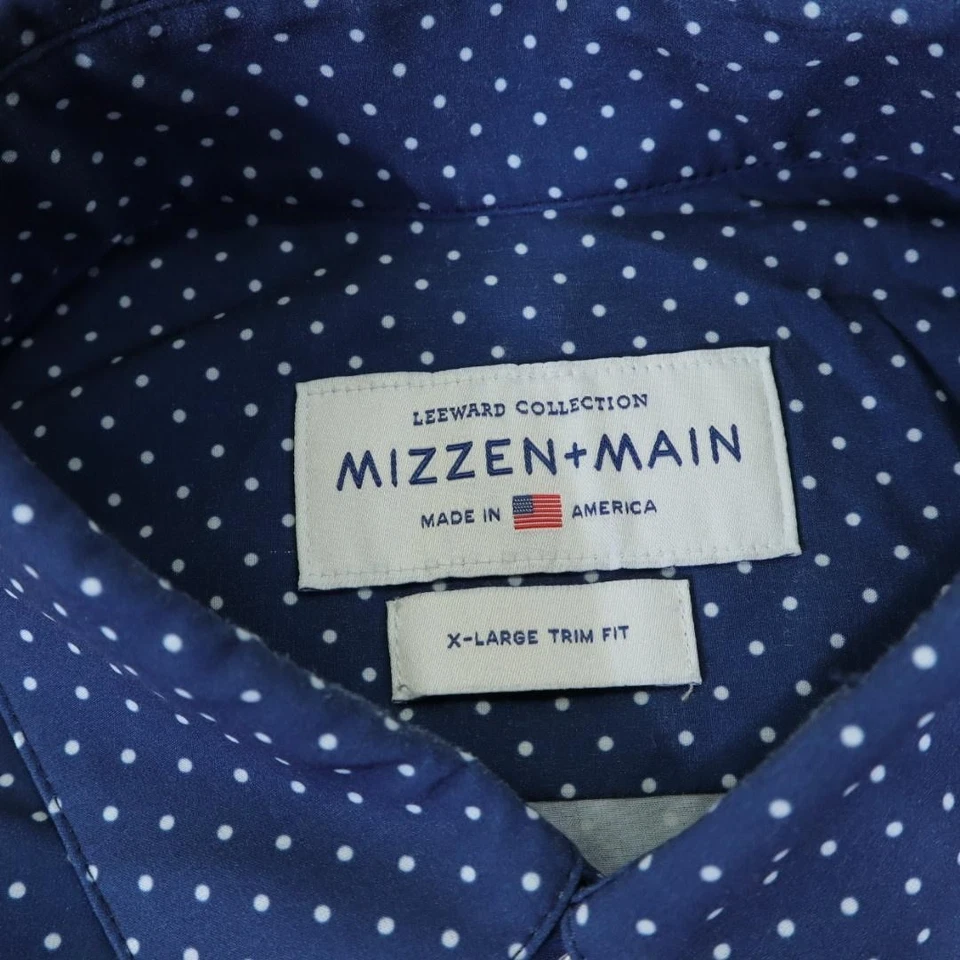 LEEWARD COLLECTION
MIZZEN+MAIN
MADE IN AMERICA
X-LARGE TRIM FIT